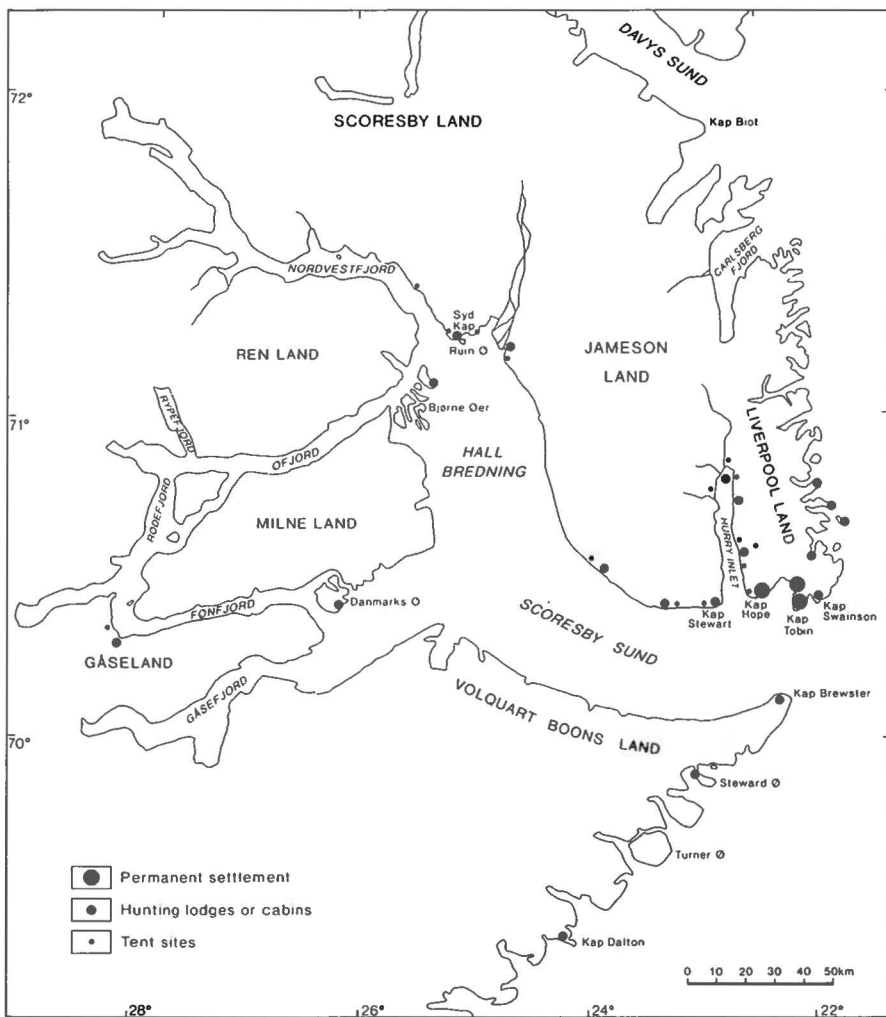 DAVYS SUND
72°
Kap Biot
SCORESBY LAND
CARLSBERG
FJORD
NORDVESTFJORD
Syd
Kap
Ruin Ø
REN LAND
JAMESON
LAND
71°
Bjørne Øer
RYPEFJORD
ØFJORD
HALL
BREDNING
LIVERPOOL LAND
RØDEFJORD
MILNE LAND
HURRY INLET
FØNFJORD
Danmarks Ø
Kap
Stewart
Kap
Hope
Kap
Tobin
Kap
Swainson
SCORESBY
SUND
GÅSELAND
GÅSEFJORD
Kap Brewster
VOLQUART BOONS LAND
70°
Steward Ø
Turner Ø
Permanent settlement
Hunting lodges or cabins
Tent sites
Kap Dalton
0 10 20 30 40 50km
28°
26°
24°
22°